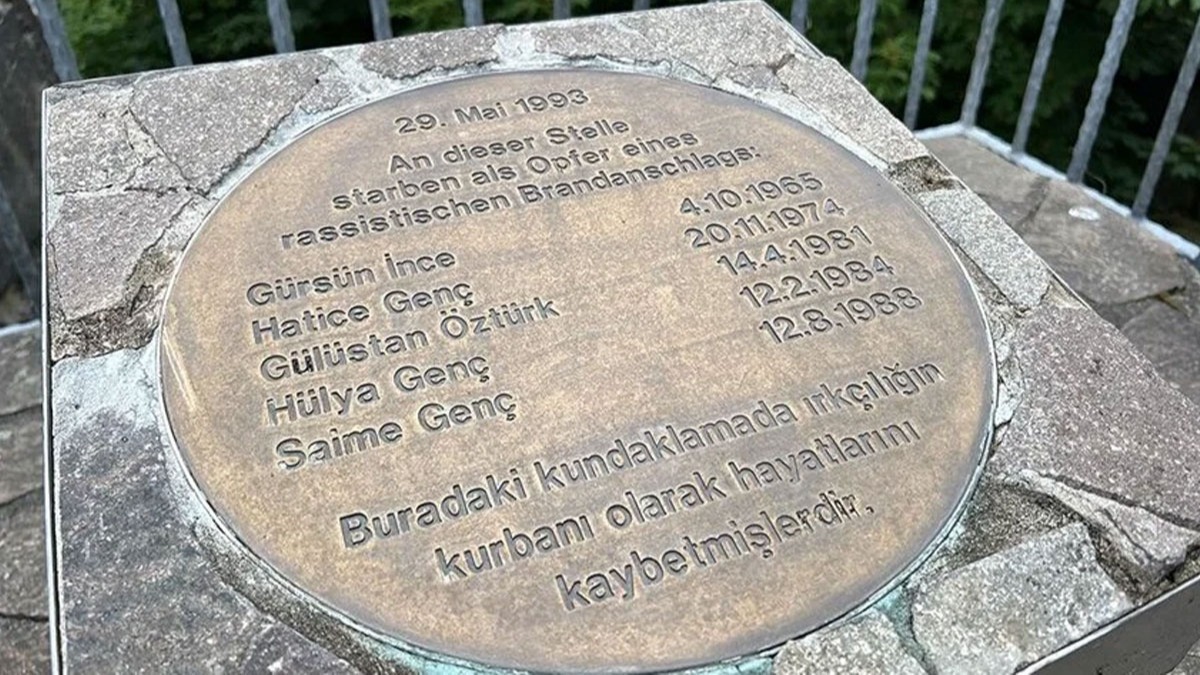 29. Mai 1993
An dieser Stelle
starben als Opfer eines
rassistischen Brandanschlags:
Gürsün İnce 4.10.1965
Hatice Genç 20.11.1974
Gülüstan Öztürk 14.4.1981
Hülya Genç 12.2.1984
Saime Genç 12.8.1988
Buradaki kundaklamada ırkçılığın
kurbanı olarak hayatlarını
kaybetmişlerdir.